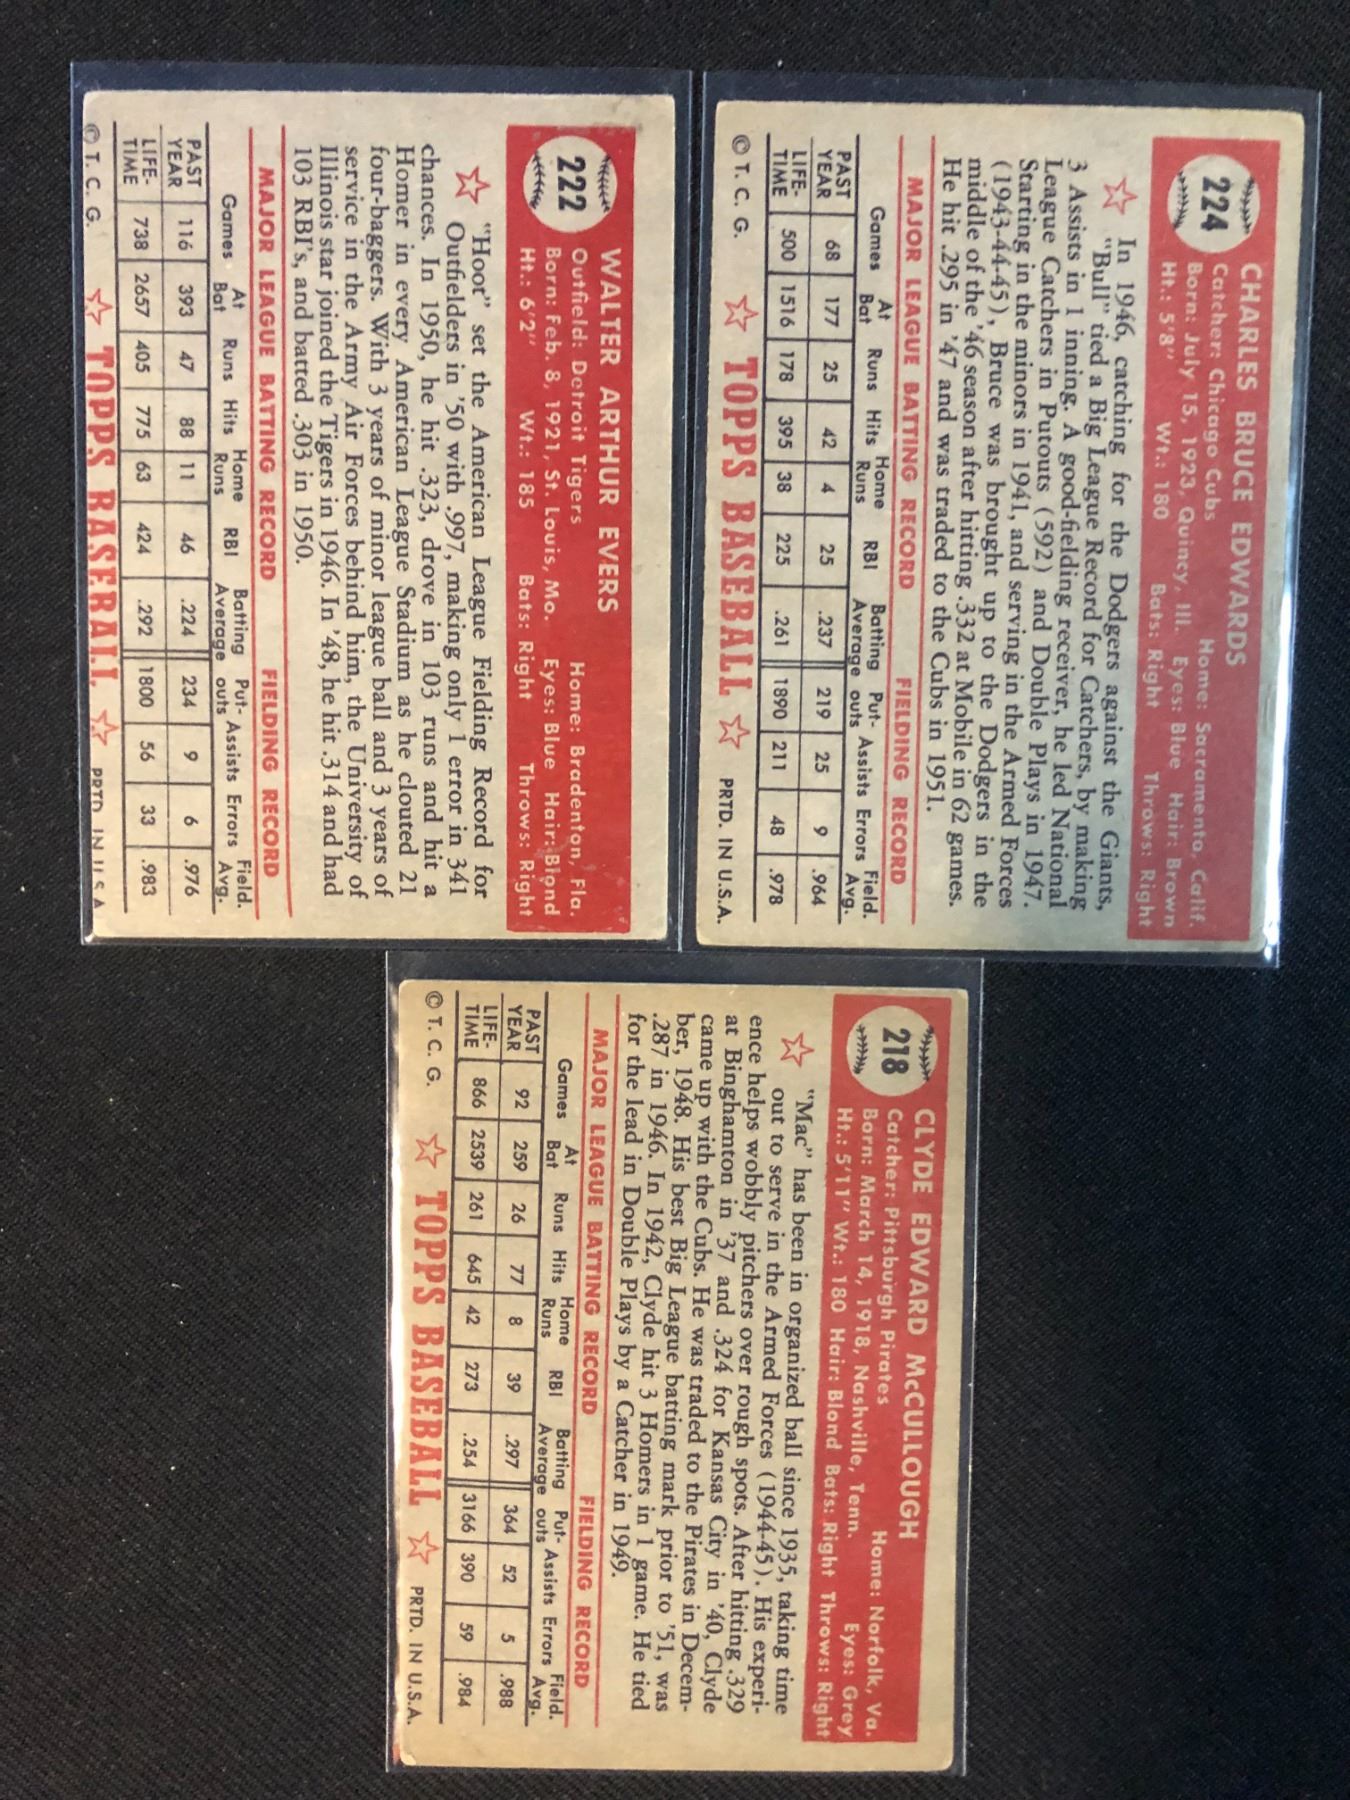 224
CHARLES BRUCE EDWARDS
Catcher: Chicago Cubs Home: Sacramento, Calif.
Born: July 15, 1923, Quincy, Ill. Eyes: Blue Hair: Brown
Ht.: 5'8" Wt.: 180 Bats: Right Throws: Right
In 1946, catching for the Dodgers against the Giants,
"Bull" tied a Big League Record for Catchers, by making
3 Assists in 1 inning. A good-fielding receiver, he led National
League Catchers in Putouts (592) and Double Plays in 1947.
Starting in the minors in 1941, and serving in the Armed Forces
(1943-44-45), Bruce was brought up to the Dodgers in the
middle of the '46 season after hitting .332 at Mobile in 62 games.
He hit .295 in '47 and was traded to the Cubs in 1951.
MAJOR LEAGUE BATTING RECORD FIELDING RECORD
Games At Bat Runs Hits Home Runs RBI Batting Average Put-outs Assists Errors Field. Avg.
PAST YEAR 68 177 25 42 4 25 .237 219 25 9 .964
LIFE-TIME 500 1516 178 395 38 225 .261 1890 211 48 .978
© T. C. G. TOPPS BASEBALL PRTD. IN U.S.A.
222
WALTER ARTHUR EVERS
Outfield: Detroit Tigers Home: Bradenton, Fla.
Born: Feb. 8, 1921, St. Louis, Mo. Eyes: Blue Hair: Blond
Ht.: 6'2" Wt.: 185 Bats: Right Throws: Right
"Hoot" set the American League Fielding Record for
Outfielders in '50 with .997, making only 1 error in 341
chances. In 1950, he hit .323, drove in 103 runs and hit a
Homer in every American League Stadium as he clouted 21
four-baggers. With 3 years of minor league ball and 3 years of
service in the Army Air Forces behind him, the University of
Illinois star joined the Tigers in 1946. In '48, he hit .314 and had
103 RBI's, and batted .303 in 1950.
MAJOR LEAGUE BATTING RECORD FIELDING RECORD
Games At Bat Runs Hits Home Runs RBI Batting Average Put-outs Assists Errors Field. Avg.
PAST YEAR 116 393 47 88 11 46 .224 234 9 6 .976
LIFE-TIME 738 2657 405 775 63 424 .292 1800 56 33 .983
© T. C. G. TOPPS BASEBALL PRTD. IN U.S.A.
218
CLYDE EDWARD McCULLOUGH
Catcher: Pittsburgh Pirates Home: Norfolk, Va.
Born: March 14, 1918, Nashville, Tenn. Eyes: Grey
Ht.: 5'11" Wt.: 180 Hair: Blond Bats: Right Throws: Right
"Mac" has been in organized ball since 1935, taking time
out to serve in the Armed Forces (1944-45). His experi-
ence helps wobbly pitchers over rough spots. After hitting .329
at Binghamton in '37 and .324 for Kansas City in '40, Clyde
came up with the Cubs. He was traded to the Pirates in Decem-
ber, 1948. His best Big League batting mark prior to '51, was
.287 in 1946. In 1942, Clyde hit 3 Homers in 1 game. He tied
for the lead in Double Plays by a Catcher in 1949.
MAJOR LEAGUE BATTING RECORD FIELDING RECORD
Games At Bat Runs Hits Home Runs RBI Batting Average Put-outs Assists Errors Field. Avg.
PAST YEAR 92 259 26 77 8 39 .297 364 52 5 .988
LIFE-TIME 866 2539 261 645 42 273 .254 3166 390 59 .984
© T. C. G. TOPPS BASEBALL PRTD. IN U.S.A.